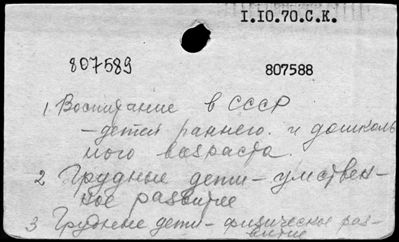 I.IO.70.С.К.
807589
807588
1. Воспитание в СССР
- детей раннего и дошколь
ного возраста.
2 Грудные дети - умствен-
ное развитие
3 Грудные дети - физическое раз-
витие